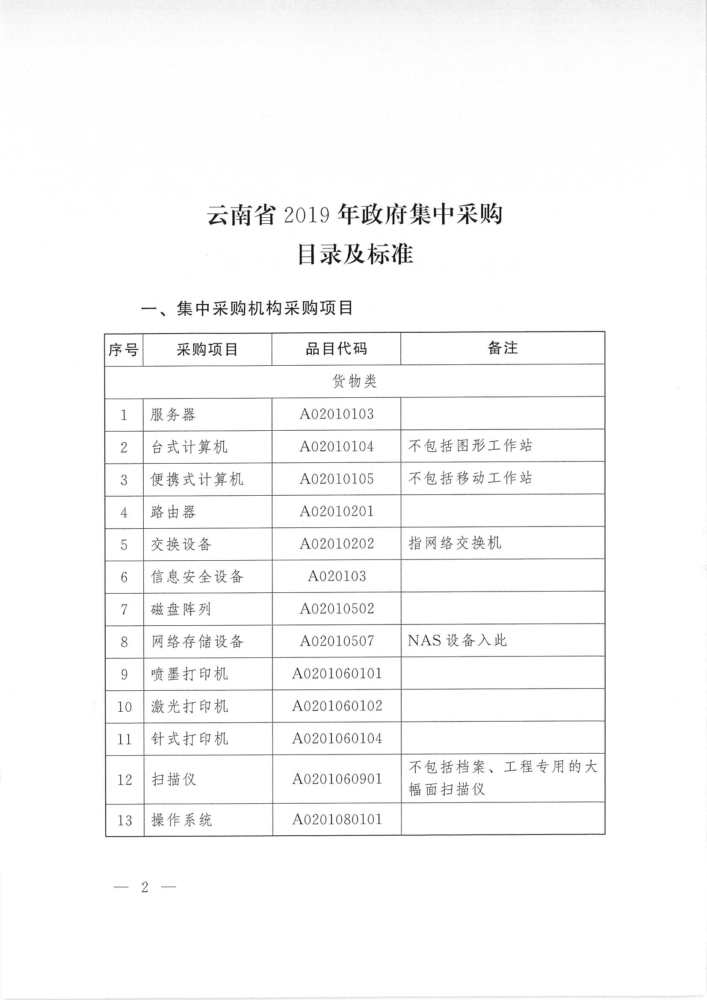 云南省 2019 年政府集中采购
目录及标准
一、集中采购机构采购项目
序号 采购项目 品目代码 备注
货物类
1 服务器 A02010103
2 台式计算机 A02010104 不包括图形工作站
3 便携式计算机 A02010105 不包括移动工作站
4 路由器 A02010201
5 交换设备 A02010202 指网络交换机
6 信息安全设备 A020103
7 磁盘阵列 A02010502
8 网络存储设备 A02010507 NAS 设备入此
9 喷墨打印机 A0201060101
10 激光打印机 A0201060102
11 针式打印机 A0201060104
12 扫描仪 A0201060901 不包括档案、工程专用的大
幅面扫描仪
13 操作系统 A0201080101
— 2 —